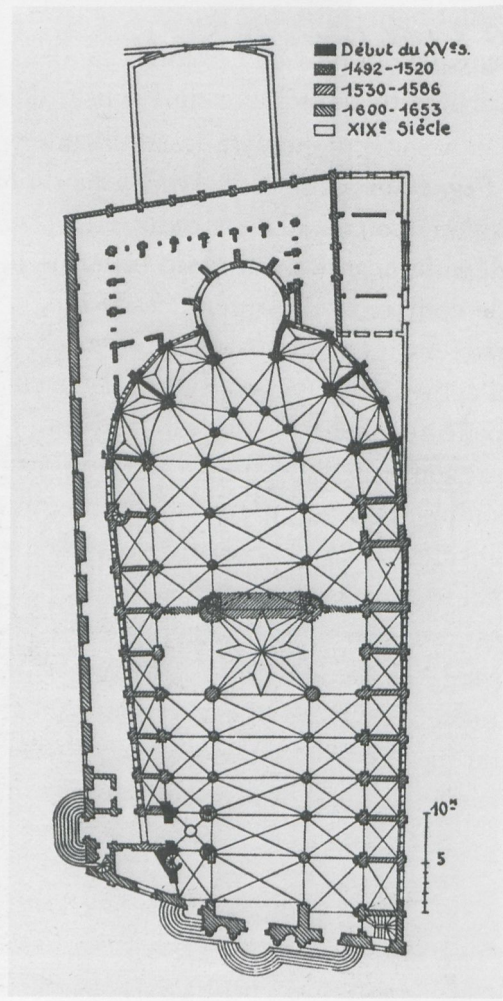 Début du XVᵉ s.
1492-1520
1530-1586
1600-1653
XIXᵉ Siècle
10ᵐ
5